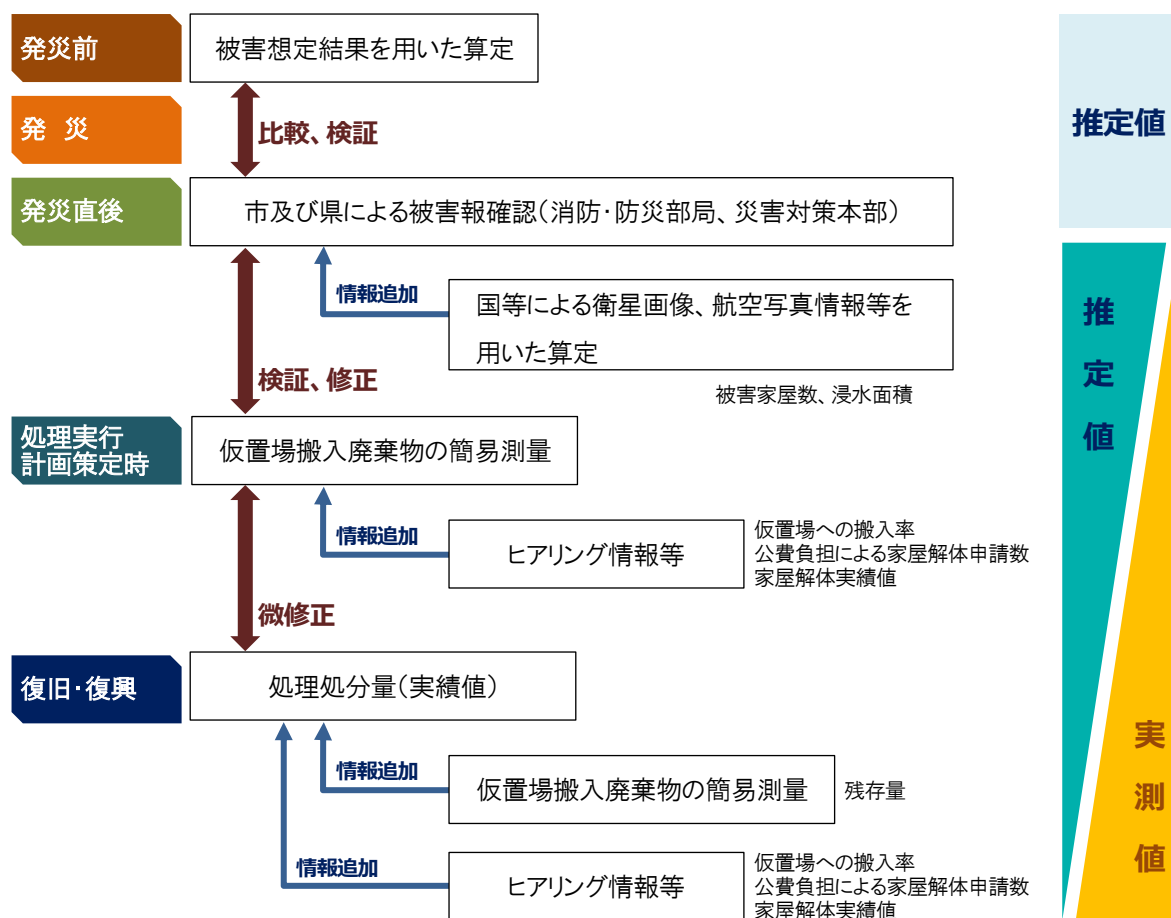 発災前
被害想定結果を用いた算定
推定値
発 災
比較、検証
発災直後
市及び県による被害報確認（消防・防災部局、災害対策本部）
情報追加
国等による衛星画像、航空写真情報等を
用いた算定
推定値
検証、修正
被害家屋数、浸水面積
処理実行
計画策定時
仮置場搬入廃棄物の簡易測量
情報追加
ヒアリング情報等
仮置場への搬入率
公費負担による家屋解体申請数
家屋解体実績値
微修正
復旧・復興
処理処分量（実績値）
実測値
情報追加
仮置場搬入廃棄物の簡易測量
残存量
情報追加
ヒアリング情報等
仮置場への搬入率
公費負担による家屋解体申請数
家屋解体実績値